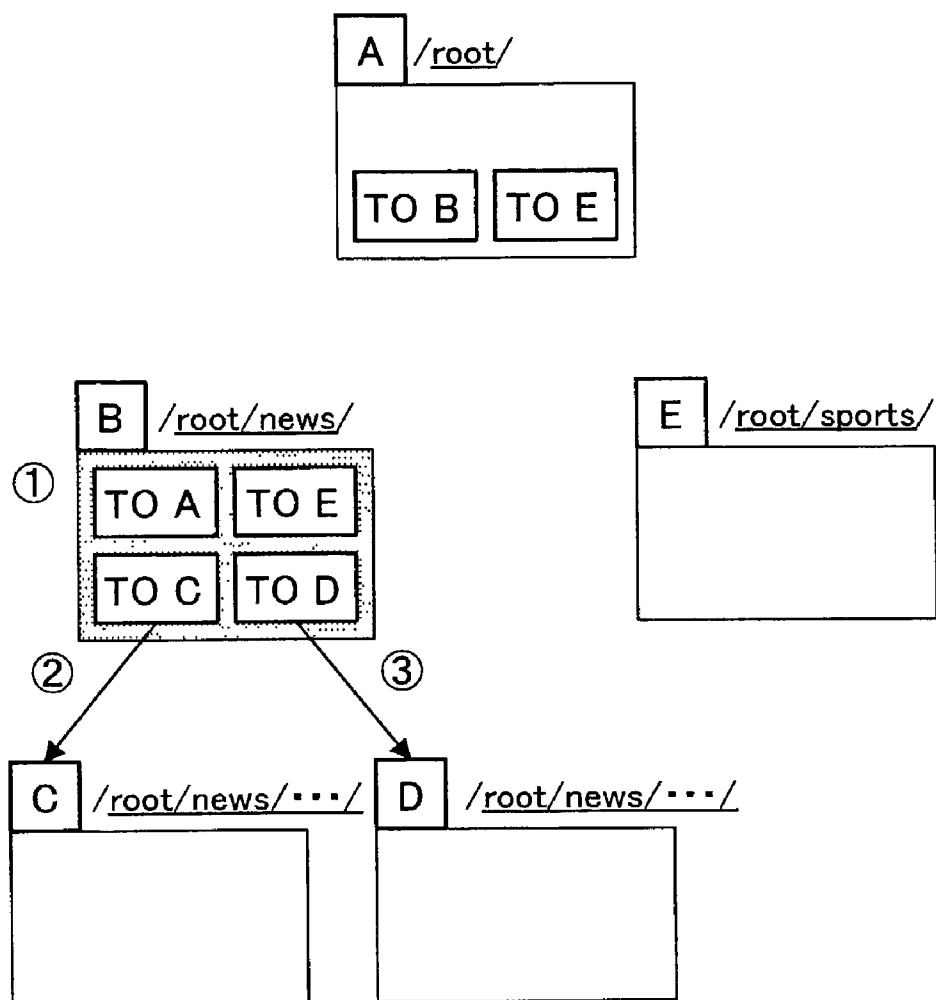 A /root/
TO B TO E
B /root/news/
E /root/sports/
①
TO A TO E
TO C TO D
② ③
C /root/news/･･･/
D /root/news/･･･/